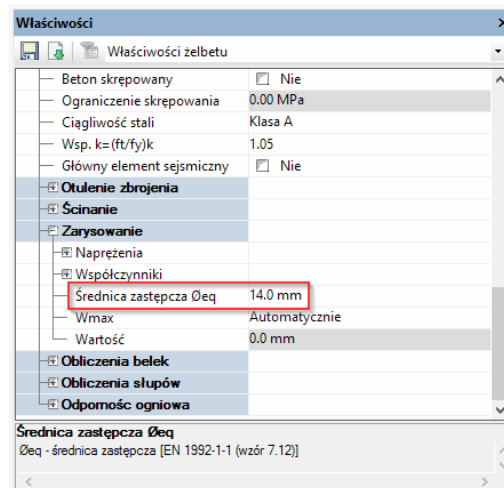 Właściwości
Właściwości żelbetu
Beton skrępowany Nie
Ograniczenie skrępowania 0.00 MPa
Ciągliwość stali Klasa A
Wsp. k=(ft/fy)k 1.05
Główny element sejsmiczny Nie
Otulenie zbrojenia
Ścinanie
Zarysowanie
Naprężenia
Współczynniki
Średnica zastępcza Øeq 14.0 mm
Wmax Automatycznie
Wartość 0.0 mm
Obliczenia belek
Obliczenia słupów
Odpornośc ogniowa
Średnica zastępcza Øeq
Øeq - średnica zastępcza [EN 1992-1-1 (wzór 7.12)]